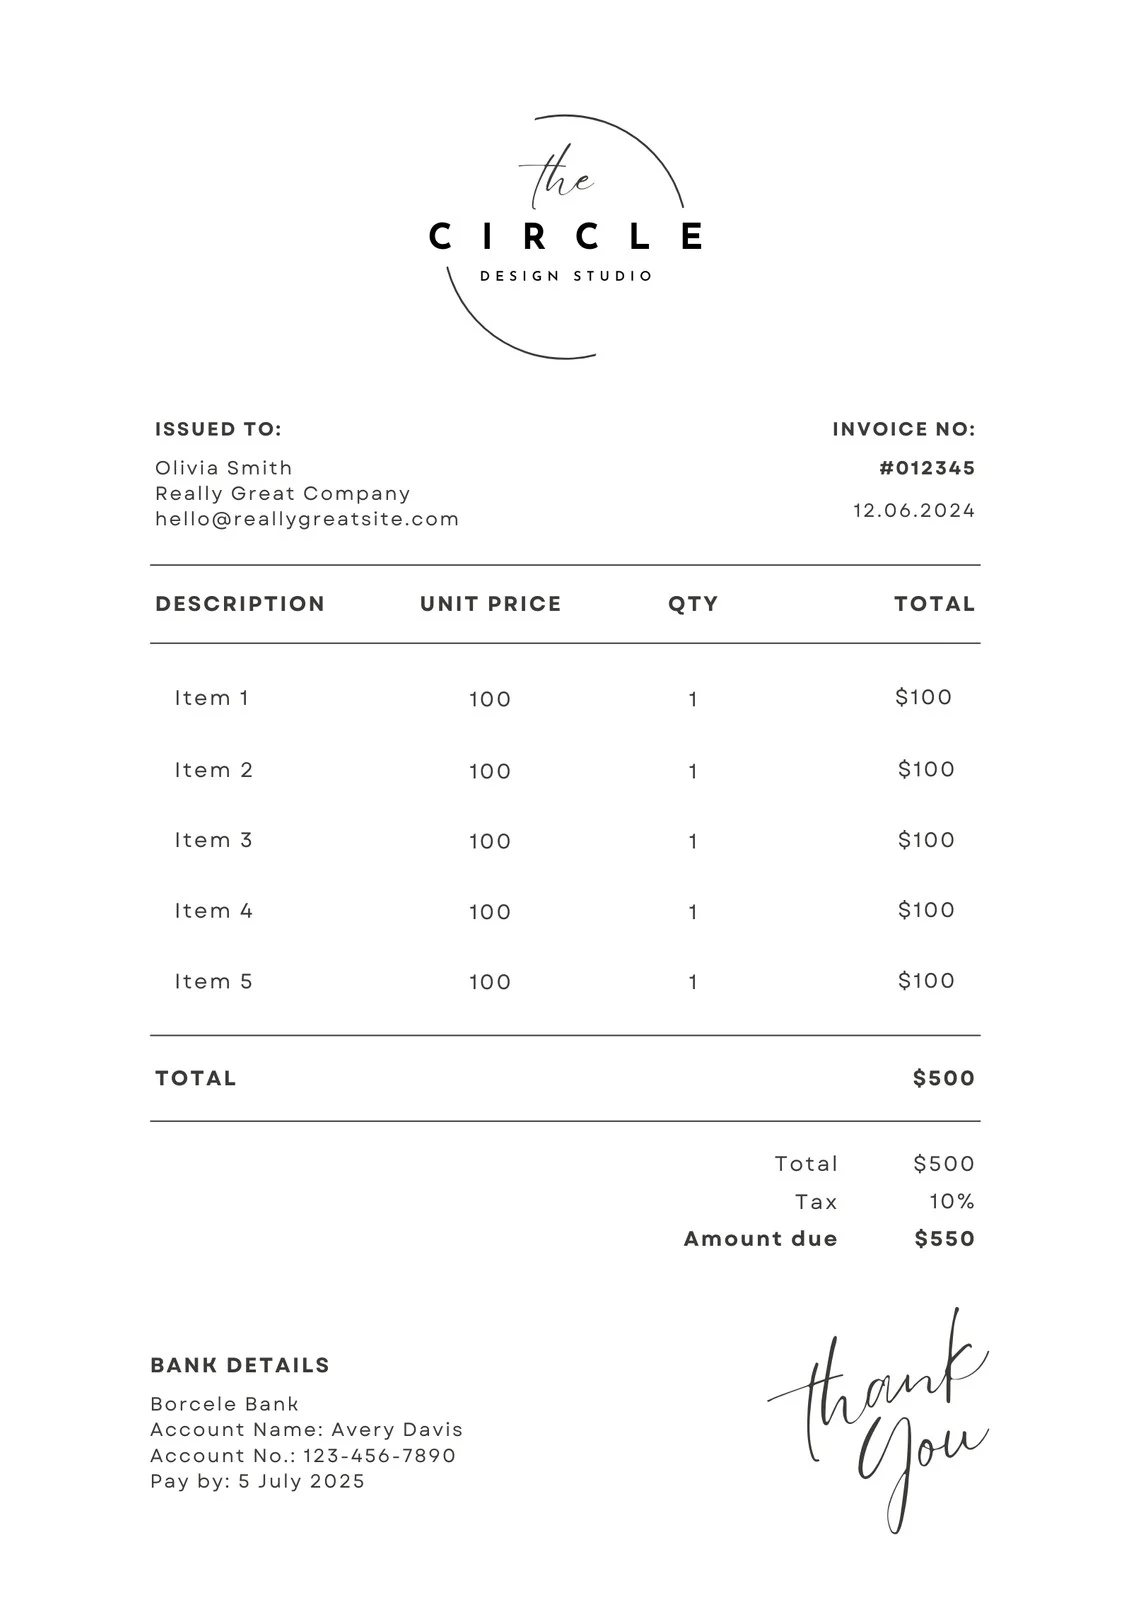 the
CIRCLE
DESIGN STUDIO
ISSUED TO:
Olivia Smith
Really Great Company
hello@reallygreatsite.com
INVOICE NO:
#012345
12.06.2024
DESCRIPTION UNIT PRICE QTY TOTAL
Item 1 100 1 $100
Item 2 100 1 $100
Item 3 100 1 $100
Item 4 100 1 $100
Item 5 100 1 $100
TOTAL $500
Total $500
Tax 10%
Amount due $550
BANK DETAILS
Borcele Bank
Account Name: Avery Davis
Account No.: 123-456-7890
Pay by: 5 July 2025
thank
you